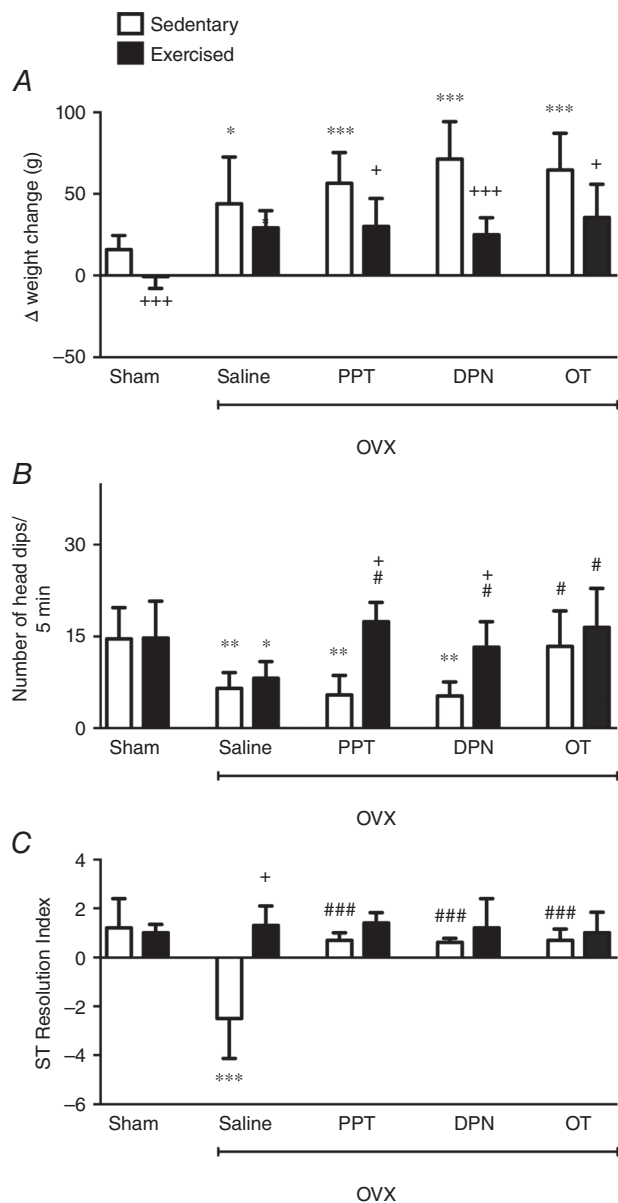 Sedentary
Exercised
A
Δ weight change (g)
100
50
0
−50
* *** *** ***
* + +++ +
+++
Sham Saline PPT DPN OT
OVX
B
Number of head dips/
5 min
30
15
0
+ +
# # # #
** * ** **
Sham Saline PPT DPN OT
OVX
C
ST Resolution Index
4
2
0
−2
−4
−6
+
### ### ###
***
Sham Saline PPT DPN OT
OVX